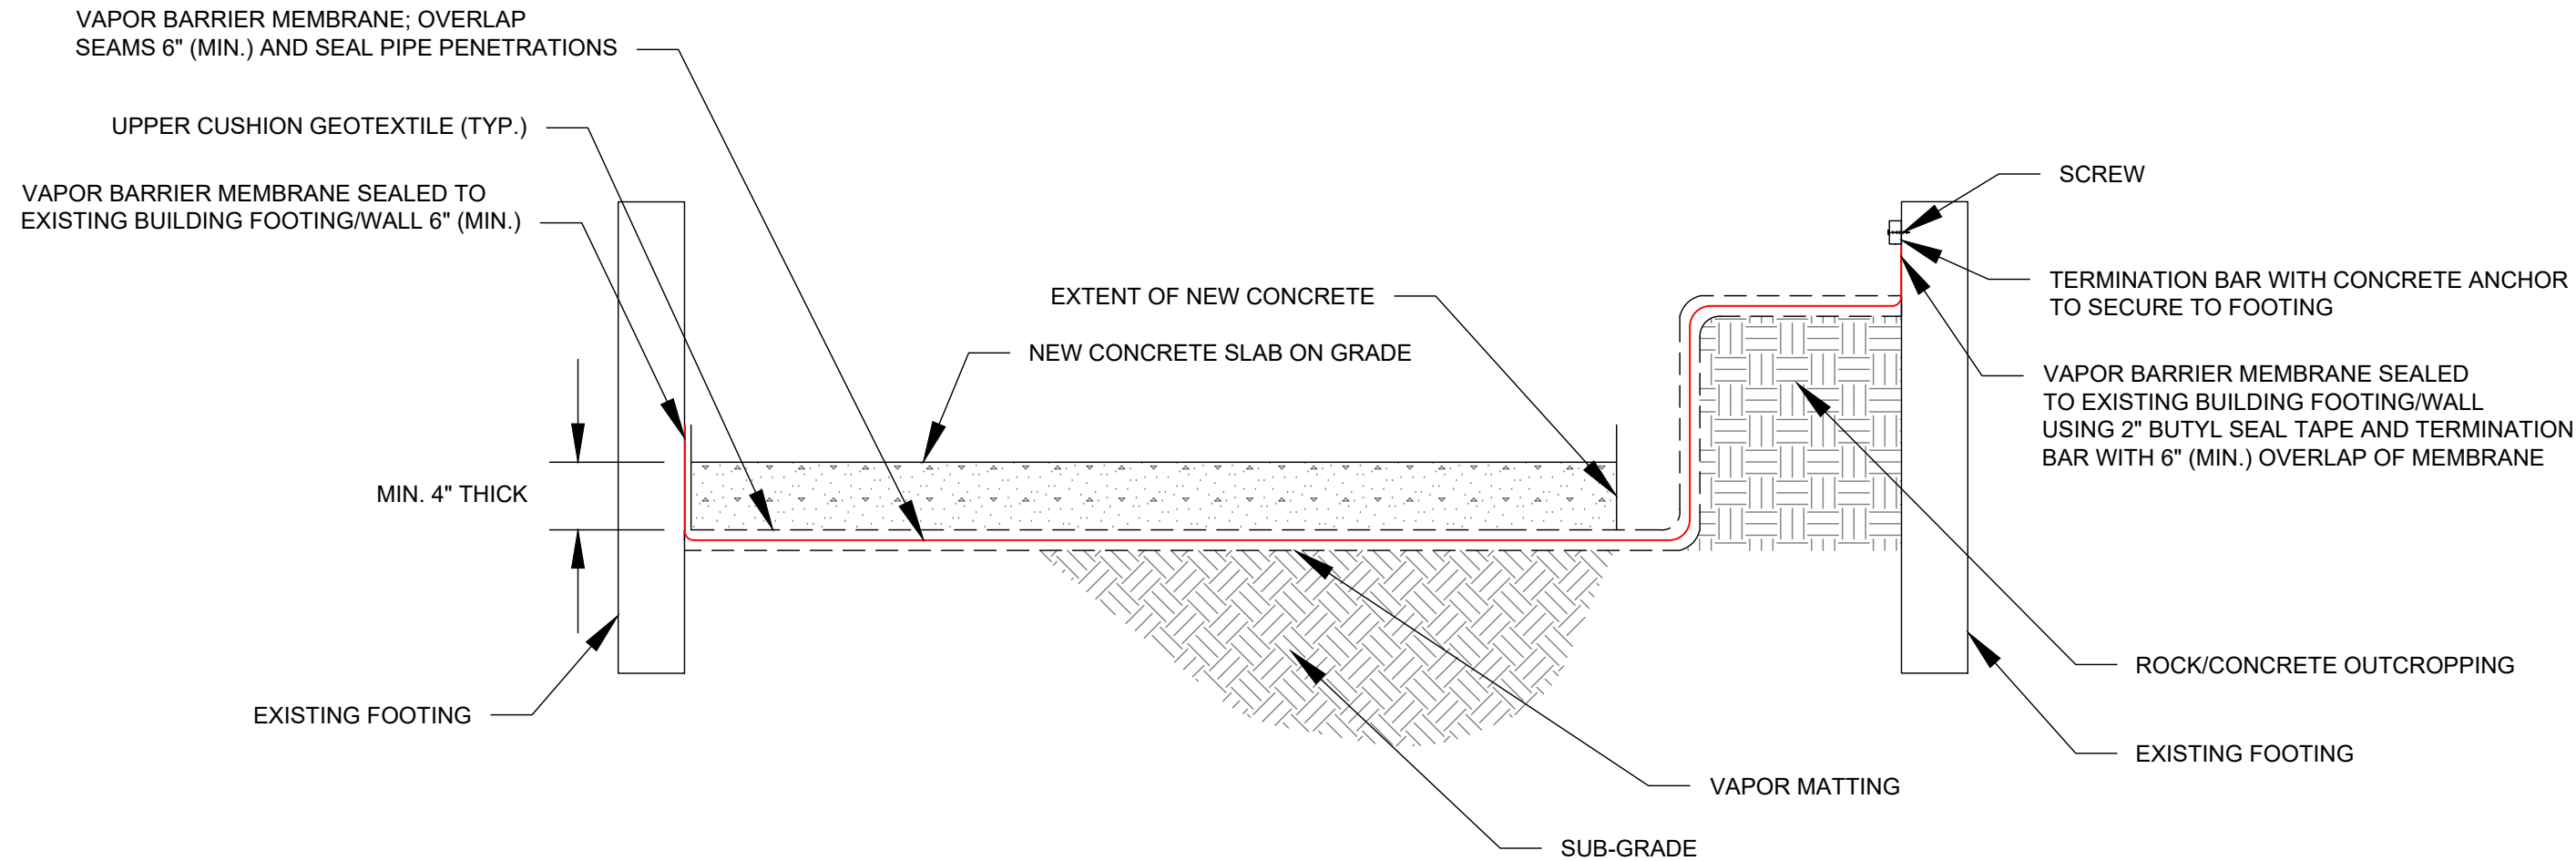 VAPOR BARRIER MEMBRANE; OVERLAP
SEAMS 6" (MIN.) AND SEAL PIPE PENETRATIONS
UPPER CUSHION GEOTEXTILE (TYP.)
VAPOR BARRIER MEMBRANE SEALED TO
EXISTING BUILDING FOOTING/WALL 6" (MIN.)
MIN. 4" THICK
EXISTING FOOTING
EXTENT OF NEW CONCRETE
NEW CONCRETE SLAB ON GRADE
SCREW
TERMINATION BAR WITH CONCRETE ANCHOR
TO SECURE TO FOOTING
VAPOR BARRIER MEMBRANE SEALED
TO EXISTING BUILDING FOOTING/WALL
USING 2" BUTYL SEAL TAPE AND TERMINATION
BAR WITH 6" (MIN.) OVERLAP OF MEMBRANE
ROCK/CONCRETE OUTCROPPING
EXISTING FOOTING
VAPOR MATTING
SUB-GRADE